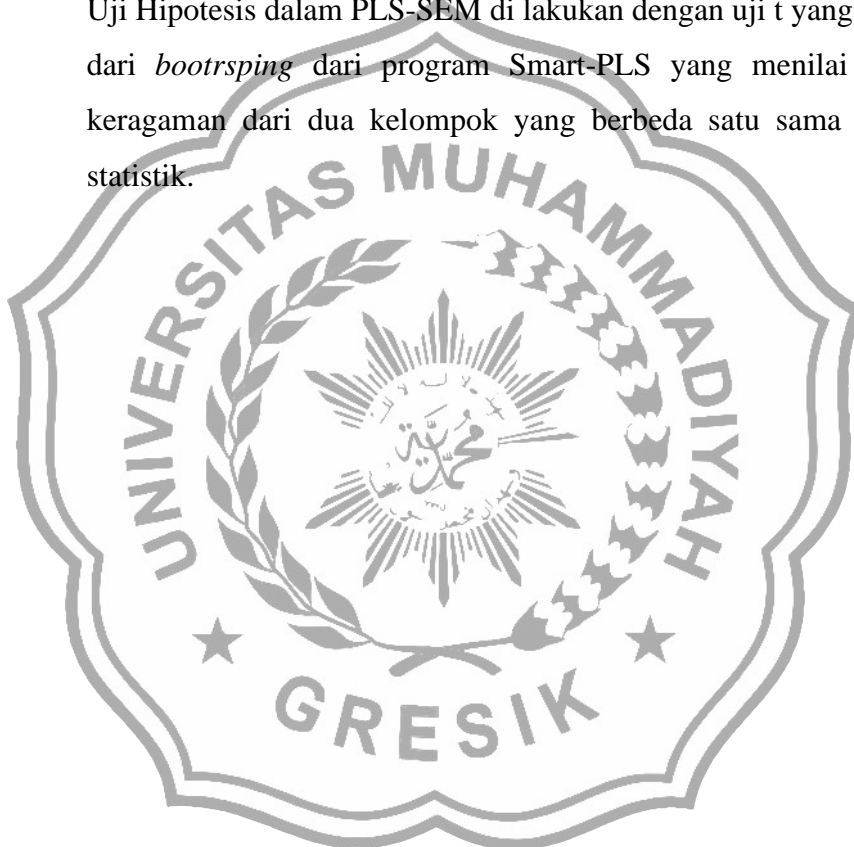 Uji Hipotesis dalam PLS-SEM di lakukan dengan uji t yang
dari bootrsping dari program Smart-PLS yang menilai
keragaman dari dua kelompok yang berbeda satu sama
statistik.
UNIVERSITAS MUHAMMADIYAH
محمدية
GRESIK